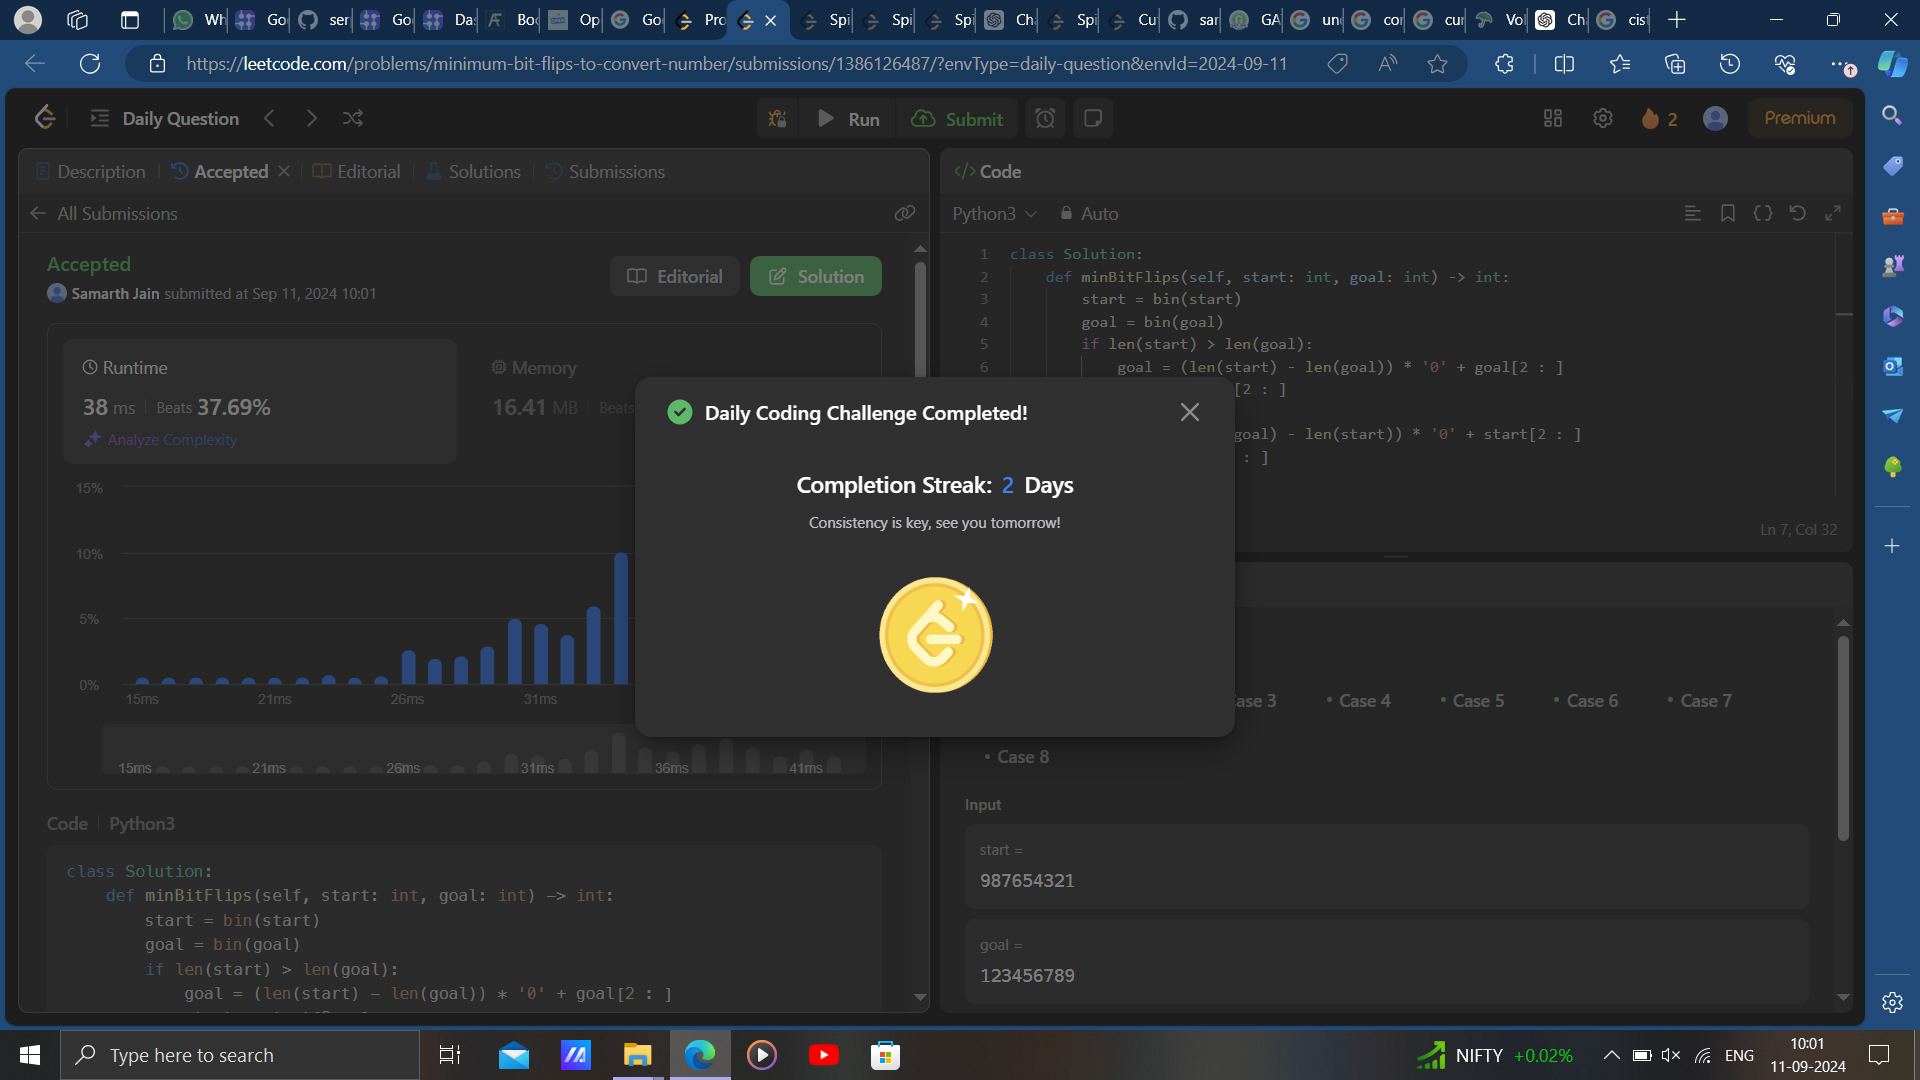 Wh
Go
ser
Go
Da
Bo
Op
Go
Pro
Spi
Spi
Spi
Ch
Spi
Cu
sar
GA
un
cor
cur
Vo
Ch
cis
https://leetcode.com/problems/minimum-bit-flips-to-convert-number/submissions/1386126487/?envType=daily-question&envId=2024-09-11
Daily Question
Run
Submit
2
Premium
Description
Accepted
Editorial
Solutions
Submissions
</> Code
All Submissions
Python3
Auto
Accepted
Samarth Jain submitted at Sep 11, 2024 10:01
Editorial
Solution
Runtime
38 ms | Beats 37.69%
Analyze Complexity
Memory
16.41 MB | Beats
15%
10%
5%
0%
15ms
21ms
26ms
31ms
15ms
21ms
26ms
31ms
36ms
41ms
Code | Python3
class Solution:
def minBitFlips(self, start: int, goal: int) -> int:
start = bin(start)
goal = bin(goal)
if len(start) > len(goal):
goal = (len(start) - len(goal)) * '0' + goal[2 : ]
1 class Solution:
2 def minBitFlips(self, start: int, goal: int) -> int:
3 start = bin(start)
4 goal = bin(goal)
5 if len(start) > len(goal):
6 goal = (len(start) - len(goal)) * '0' + goal[2 : ]
[2 : ]
goal) - len(start)) * '0' + start[2 : ]
: ]
Ln 7, Col 32
Daily Coding Challenge Completed!
Completion Streak: 2 Days
Consistency is key, see you tomorrow!
ase 3
Case 4
Case 5
Case 6
Case 7
Case 8
Input
start =
987654321
goal =
123456789
Type here to search
NIFTY +0.02%
ENG
10:01
11-09-2024